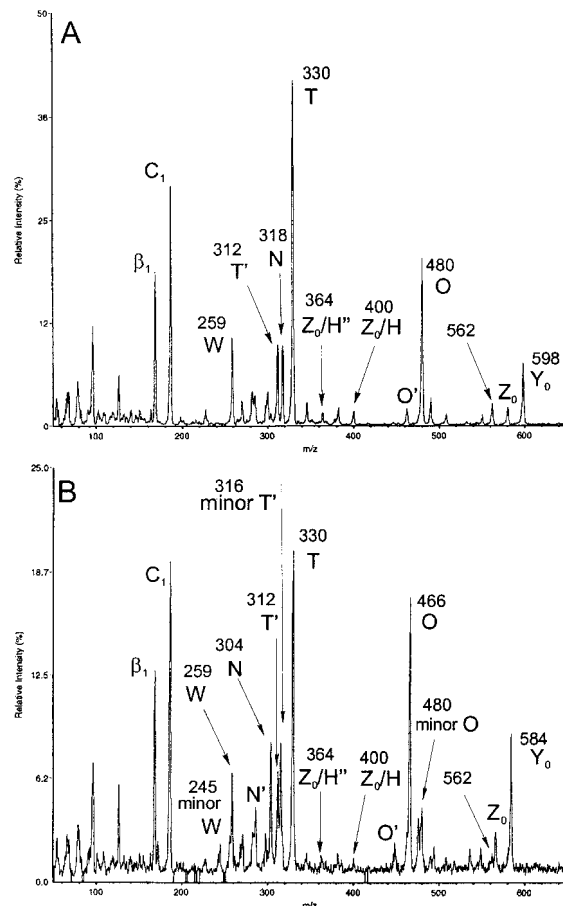 A
50
38
25
12
0
Relative Intensity (%)
100
200
300
400
500
600
m/z
β₁
C₁
259
W
312
T'
318
N
330
T
364
Z₀/H"
400
Z₀/H
O'
480
O
562
Z₀
598
Y₀
B
25.0
18.7
12.5
6.2
0.0
Relative Intensity (%)
100
200
300
400
500
600
m/z
β₁
C₁
245
minor
W
259
W
N'
304
N
312
T'
316
minor T'
330
T
364
Z₀/H"
400
Z₀/H
O'
466
O
480
minor O
562
Z₀
584
Y₀